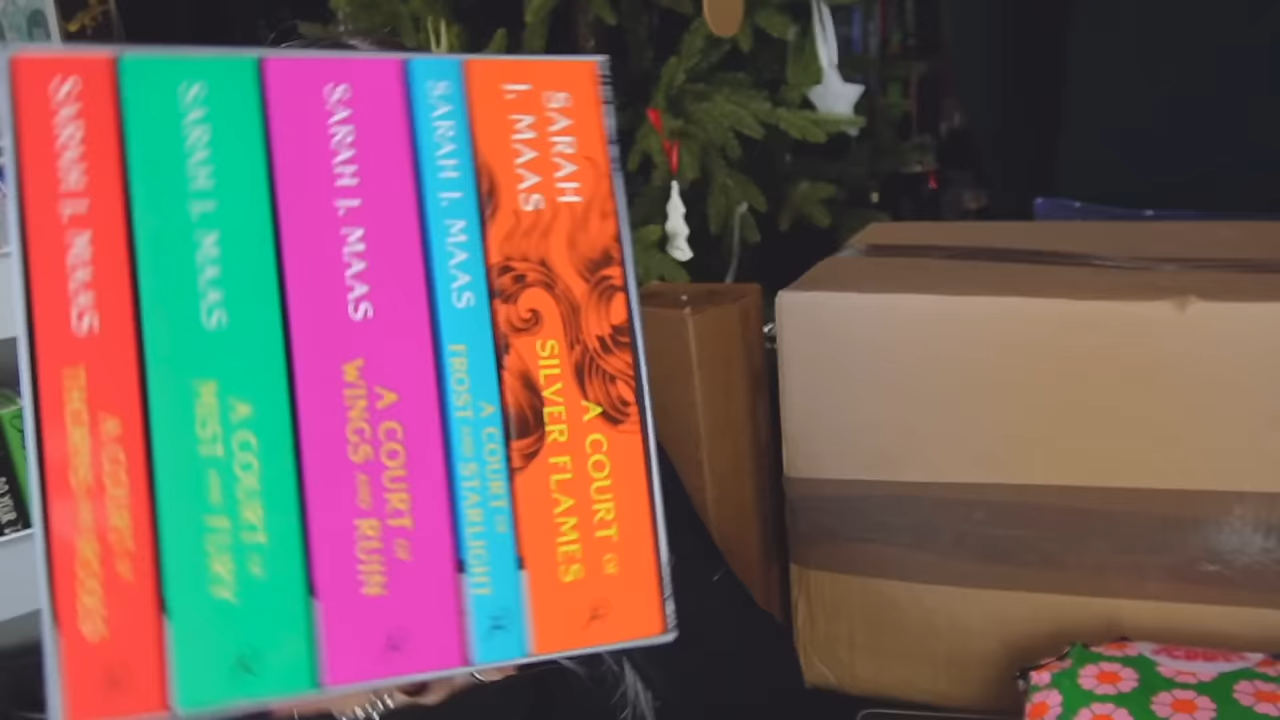 SARAH J. MAAS
A COURT OF
THORNS AND ROSES
SARAH J. MAAS
A COURT OF
MIST AND FURY
SARAH J. MAAS
A COURT OF
WINGS AND RUIN
SARAH J. MAAS
A COURT OF
FROST AND STARLIGHT
SARAH
J. MAAS
A COURT OF
SILVER FLAMES